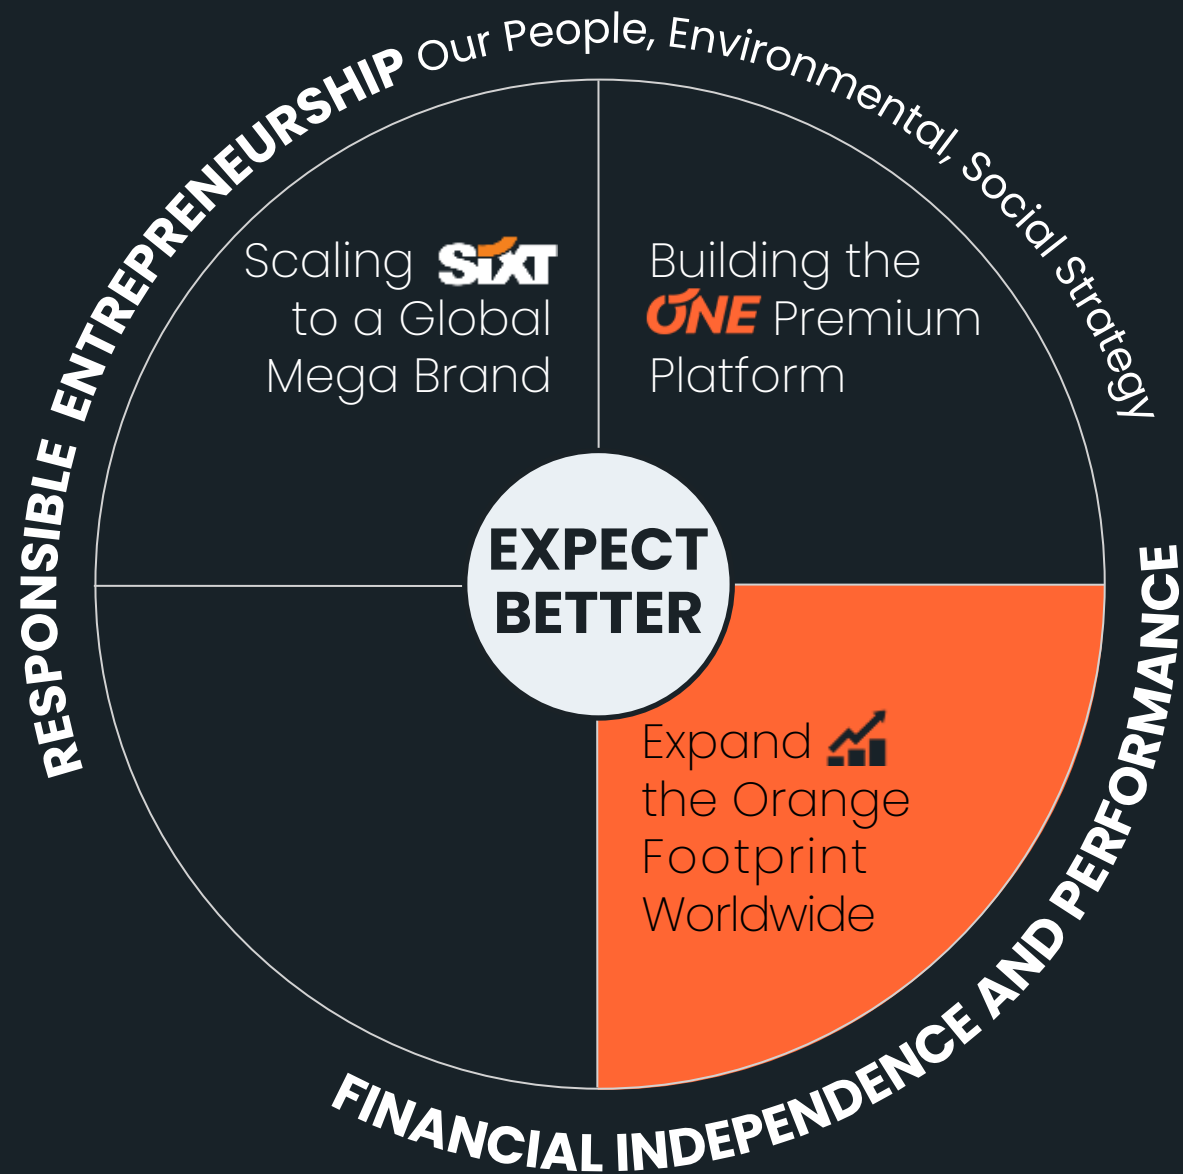 RESPONSIBLE ENTREPRENEURSHIP Our People, Environmental, Social Strategy
Scaling SIXT
to a Global
Mega Brand
Building the
ONE Premium
Platform
EXPECT
BETTER
Expand
the Orange
Footprint
Worldwide
FINANCIAL INDEPENDENCE AND PERFORMANCE